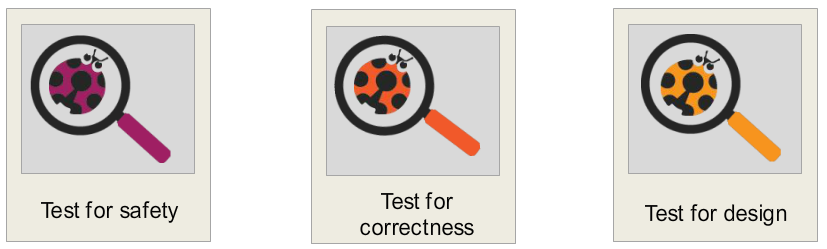 Test for safety
Test for
correctness
Test for design